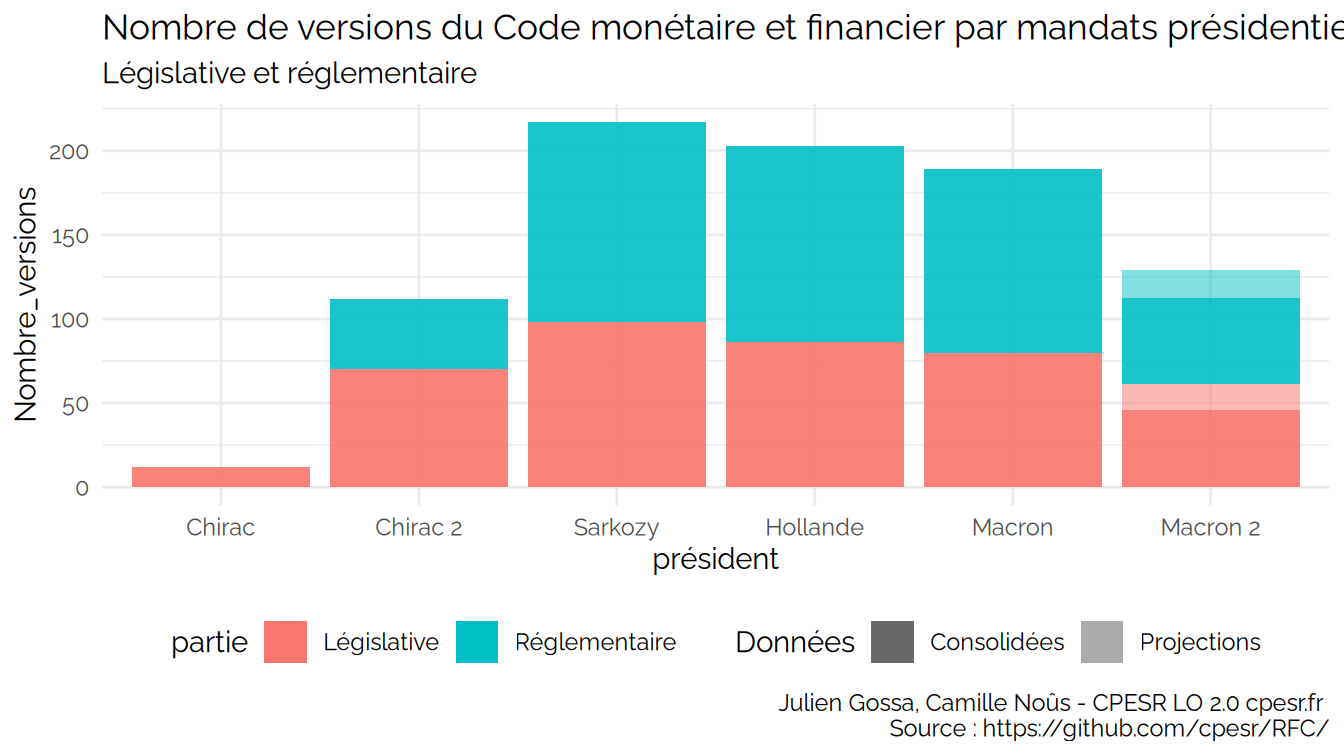 Nombre de versions du Code monétaire et financier par mandats présidentie
Législative et réglementaire
Nombre_versions
200
150
100
50
0
Chirac Chirac 2 Sarkozy Hollande Macron Macron 2
président
partie Législative Réglementaire Données Consolidées Projections
Julien Gossa, Camille Noûs - CPESR LO 2.0 cpesr.fr
Source : https://github.com/cpesr/RFC/